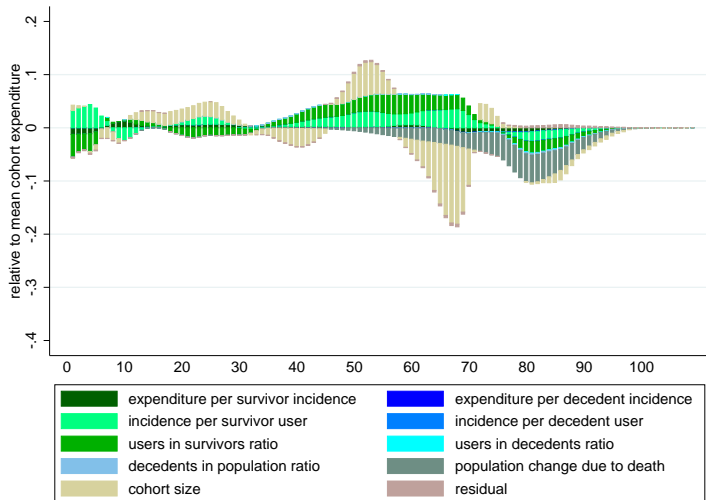 relative to mean cohort expenditure
.2
.1
0
-.1
-.2
-.3
-.4
0 10 20 30 40 50 60 70 80 90 100
expenditure per survivor incidence expenditure per decedent incidence
incidence per survivor user incidence per decedent user
users in survivors ratio users in decedents ratio
decedents in population ratio population change due to death
cohort size residual